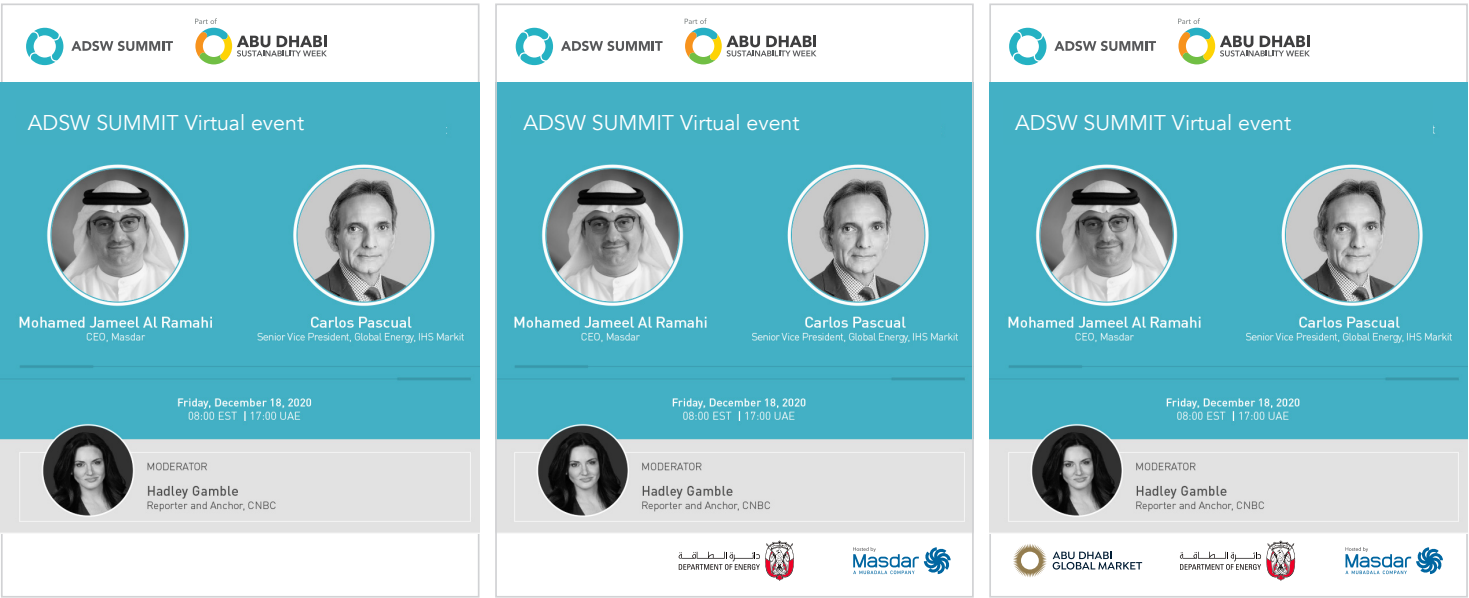 ADSW SUMMIT
Part of
ABU DHABI
SUSTAINABILITY WEEK
ADSW SUMMIT Virtual event
Mohamed Jameel Al Ramahi
CEO, Masdar
Carlos Pascual
Senior Vice President, Global Energy, IHS Markit
Friday, December 18, 2020
08:00 EST | 17:00 UAE
MODERATOR
Hadley Gamble
Reporter and Anchor, CNBC
ADSW SUMMIT
Part of
ABU DHABI
SUSTAINABILITY WEEK
ADSW SUMMIT Virtual event
Mohamed Jameel Al Ramahi
CEO, Masdar
Carlos Pascual
Senior Vice President, Global Energy, IHS Markit
Friday, December 18, 2020
08:00 EST | 17:00 UAE
MODERATOR
Hadley Gamble
Reporter and Anchor, CNBC
دائـــرة الـطـــاقـــة
DEPARTMENT OF ENERGY
Hosted by
Masdar
A MUBADALA COMPANY
ADSW SUMMIT
Part of
ABU DHABI
SUSTAINABILITY WEEK
ADSW SUMMIT Virtual event
Mohamed Jameel Al Ramahi
CEO, Masdar
Carlos Pascual
Senior Vice President, Global Energy, IHS Markit
Friday, December 18, 2020
08:00 EST | 17:00 UAE
MODERATOR
Hadley Gamble
Reporter and Anchor, CNBC
ABU DHABI
GLOBAL MARKET
دائـــرة الـطـــاقـــة
DEPARTMENT OF ENERGY
Hosted by
Masdar
A MUBADALA COMPANY